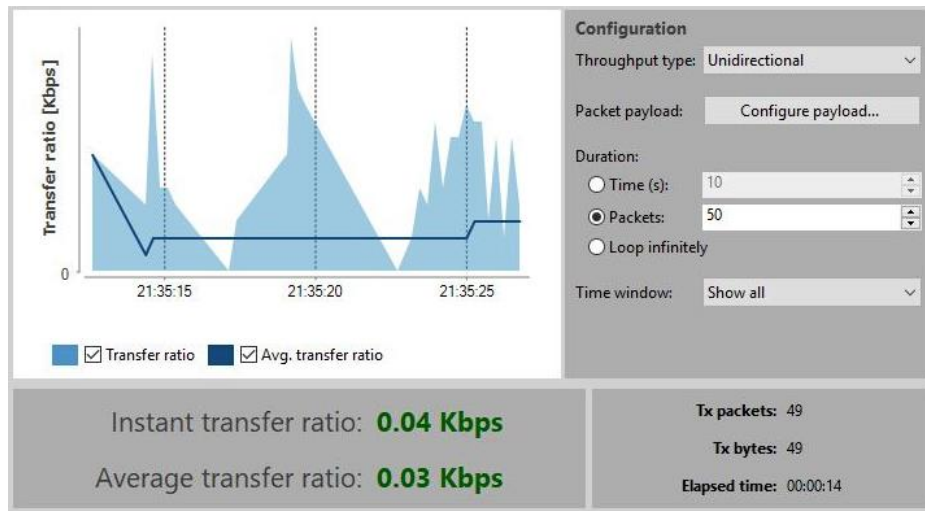 Transfer ratio [Kbps]
0
21:35:15 21:35:20 21:35:25
Transfer ratio Avg. transfer ratio
Configuration
Throughput type: Unidirectional
Packet payload: Configure payload...
Duration:
Time (s): 10
Packets: 50
Loop infinitely
Time window: Show all
Instant transfer ratio: 0.04 Kbps
Average transfer ratio: 0.03 Kbps
Tx packets: 49
Tx bytes: 49
Elapsed time: 00:00:14